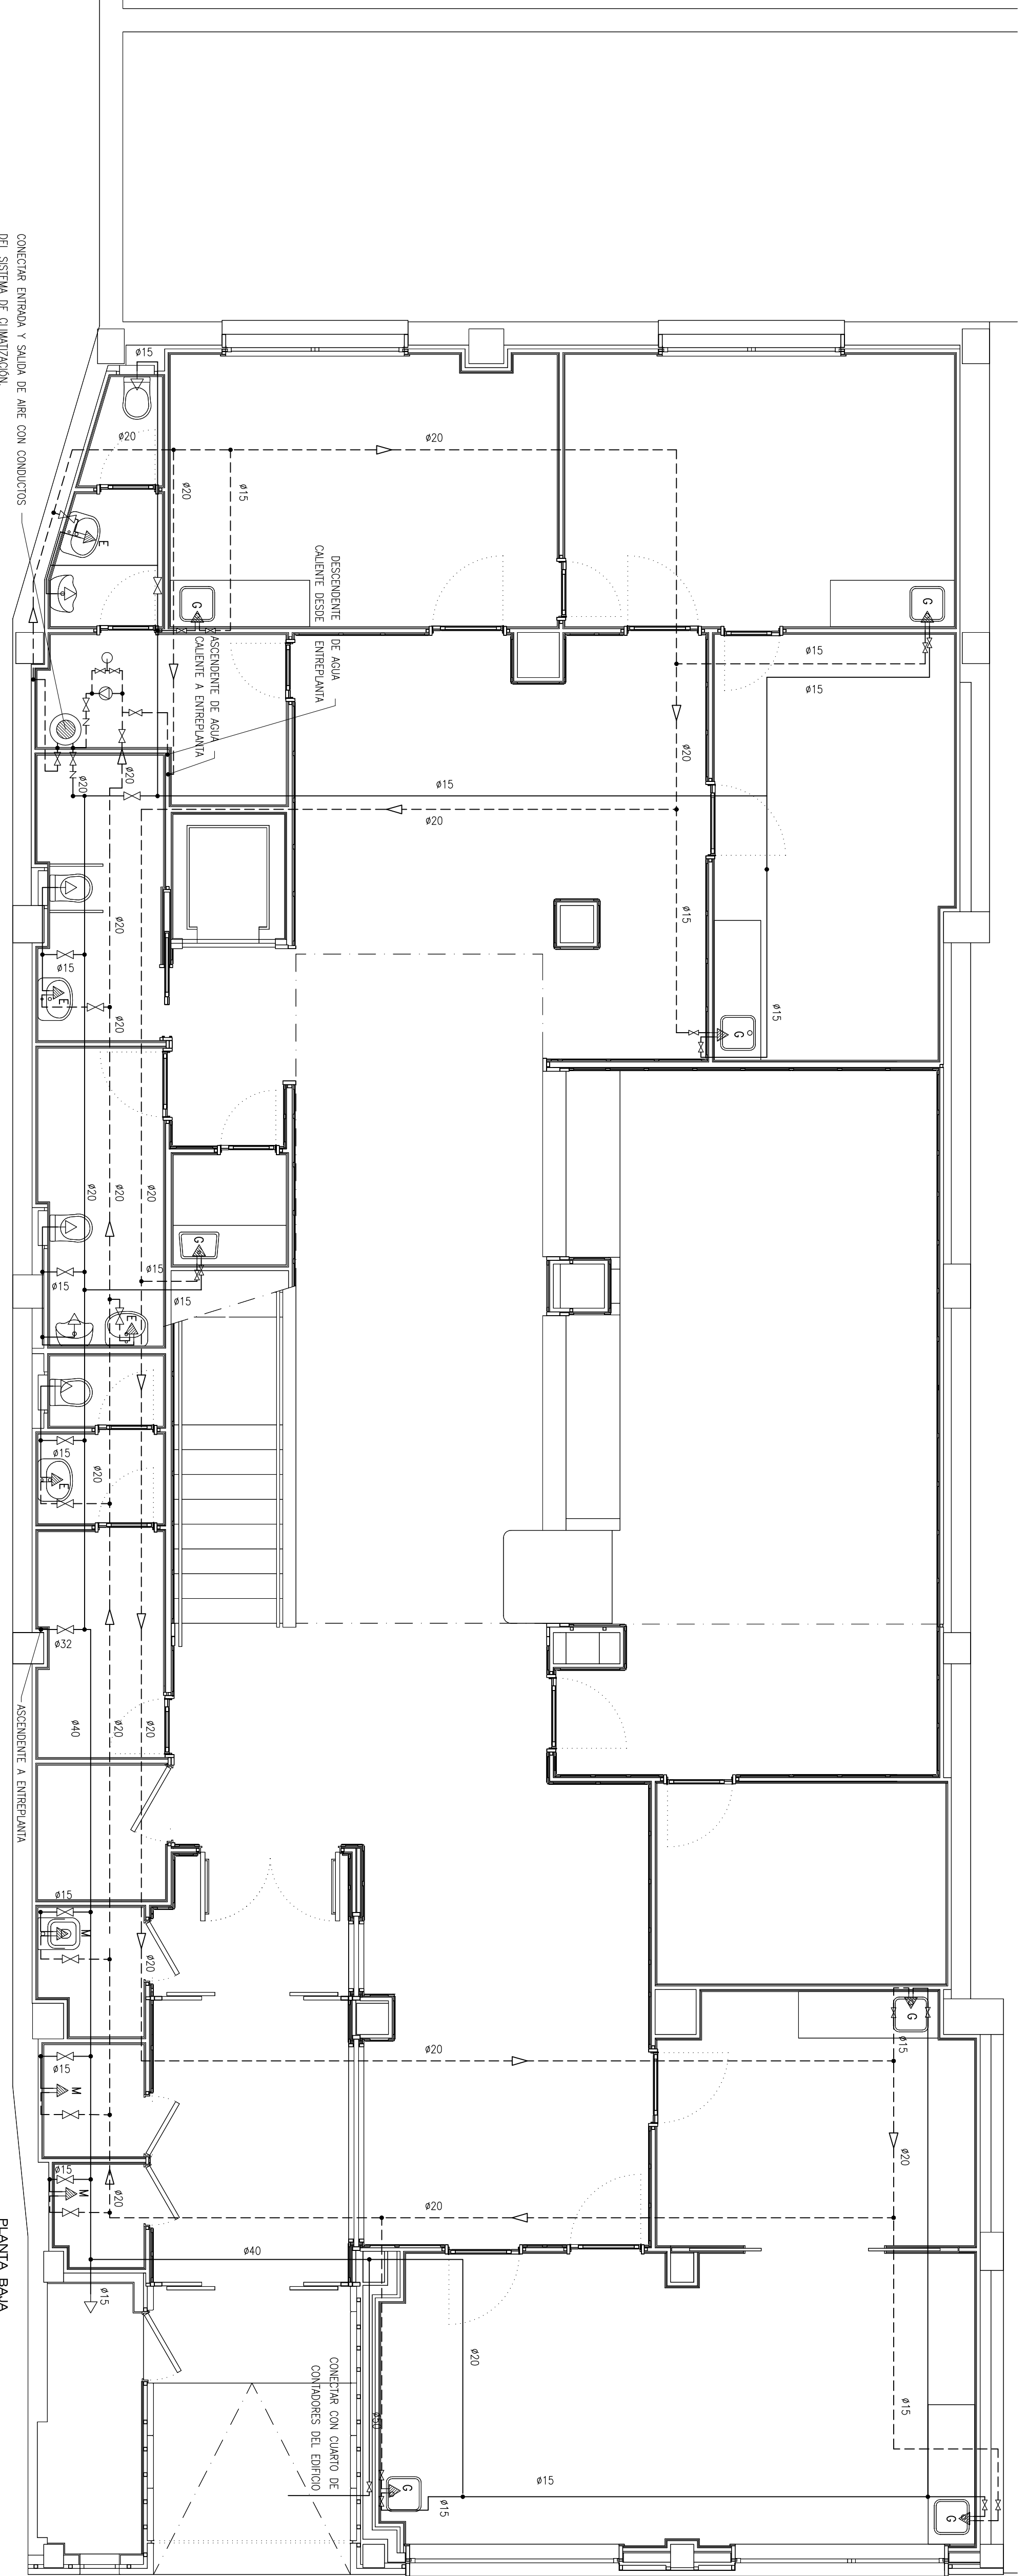 CONECTAR ENTRADA Y SALIDA DE AIRE CON CONDUCTOS
DEL SISTEMA DE CLIMATIZACIÓN.
ø15
ø20
ø20
ø15
ø20
E
G
G
DESCENDENTE DE AGUA
CALIENTE DESDE ENTREPLANTA
ASCENDENTE DE AGUA
CALIENTE A ENTREPLANTA
ø15
ø15
ø20
ø20
ø20
ø15
ø20
ø15
ø15
G
ø20
ø15
E
ø20
G
ø20
ø20
ø20
ø15
ø15
ø15
E
ø15
E
ø20
ø32
ø40
ø20
ø20
ASCENDENTE A ENTREPLANTA
ø15
M
ø20
G
ø15
ø20
ø15
M
ø20
ø15
M
ø20
ø20
ø40
ø15
PLANTA BAJA
CONECTAR CON CUARTO DE
CONTADORES DEL EDIFICIO
ø20
ø15
ø50
G
ø15
ø15
G